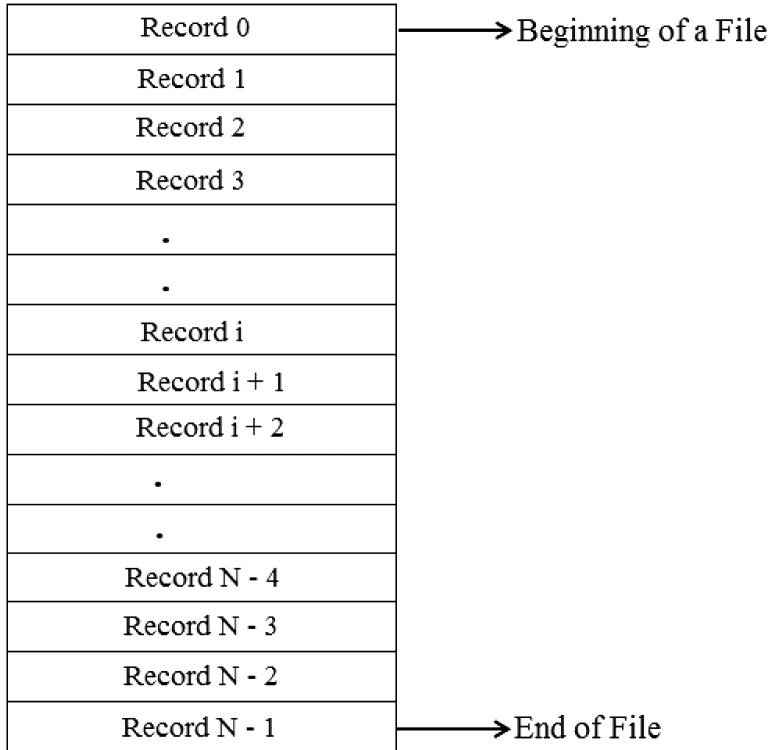 Record 0
Beginning of a File
Record 1
Record 2
Record 3
.
.
Record i
Record i + 1
Record i + 2
.
.
Record N - 4
Record N - 3
Record N - 2
Record N - 1
End of File